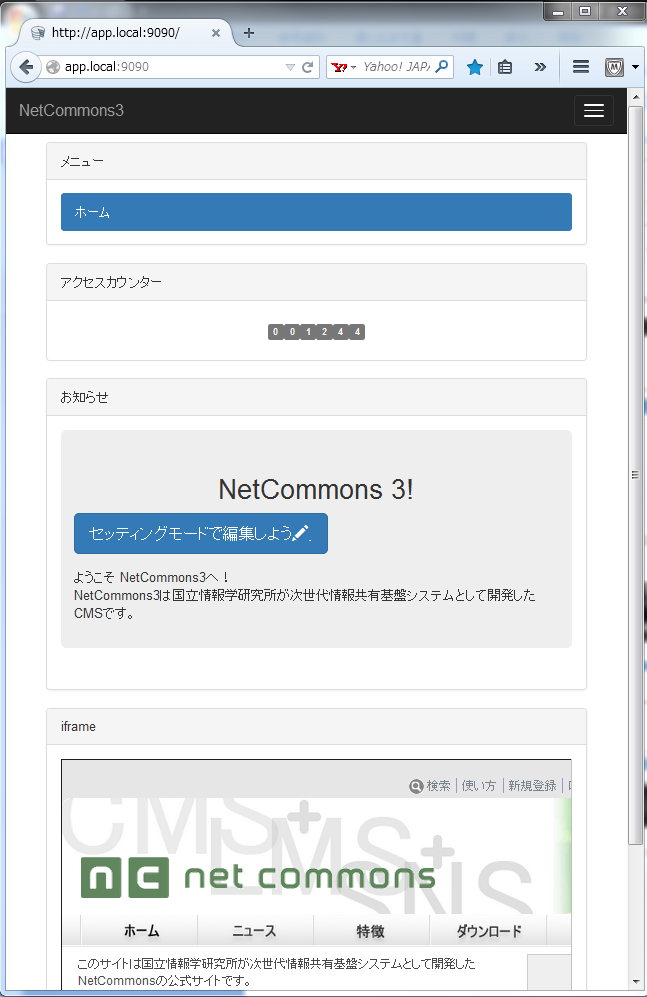 http://app.local:9090/
app.local:9090
Yahoo! JAP
NetCommons3
メニュー
ホーム
アクセスカウンター
0 0 1 2 4 4
お知らせ
NetCommons 3!
セッティングモードで編集しよう
ようこそ NetCommons3へ！
NetCommons3は国立情報学研究所が次世代情報共有基盤システムとして開発した
CMSです。
iframe
検索 使い方 新規登録
CMS+
LMS+
SNS
nc net commons
ホーム ニュース 特徴 ダウンロード
このサイトは国立情報学研究所が次世代情報共有基盤システムとして開発した
NetCommonsの公式サイトです。